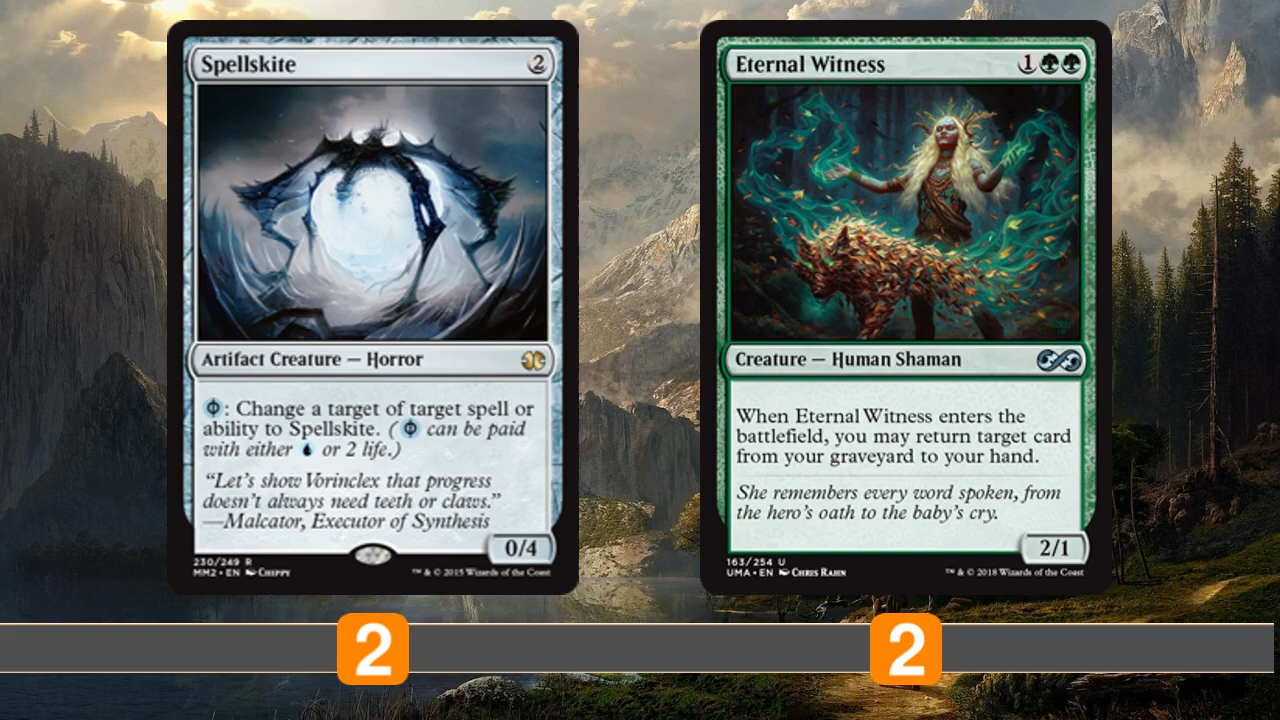 Spellskite 2
Artifact Creature — Horror
: Change a target of target spell or
ability to Spellskite. ( can be paid
with either or 2 life.)
"Let's show Vorinclex that progress
doesn't always need teeth or claws."
—Malcator, Executor of Synthesis
0/4
230/249 R
MM2 • EN Chippy
™ & © 2015 Wizards of the Coast
2
Eternal Witness 1
Creature — Human Shaman
When Eternal Witness enters the
battlefield, you may return target card
from your graveyard to your hand.
She remembers every word spoken, from
the hero's oath to the baby's cry.
2/1
163/254 U
UMA • EN Chris Rahn
™ & © 2018 Wizards of the Coast
2